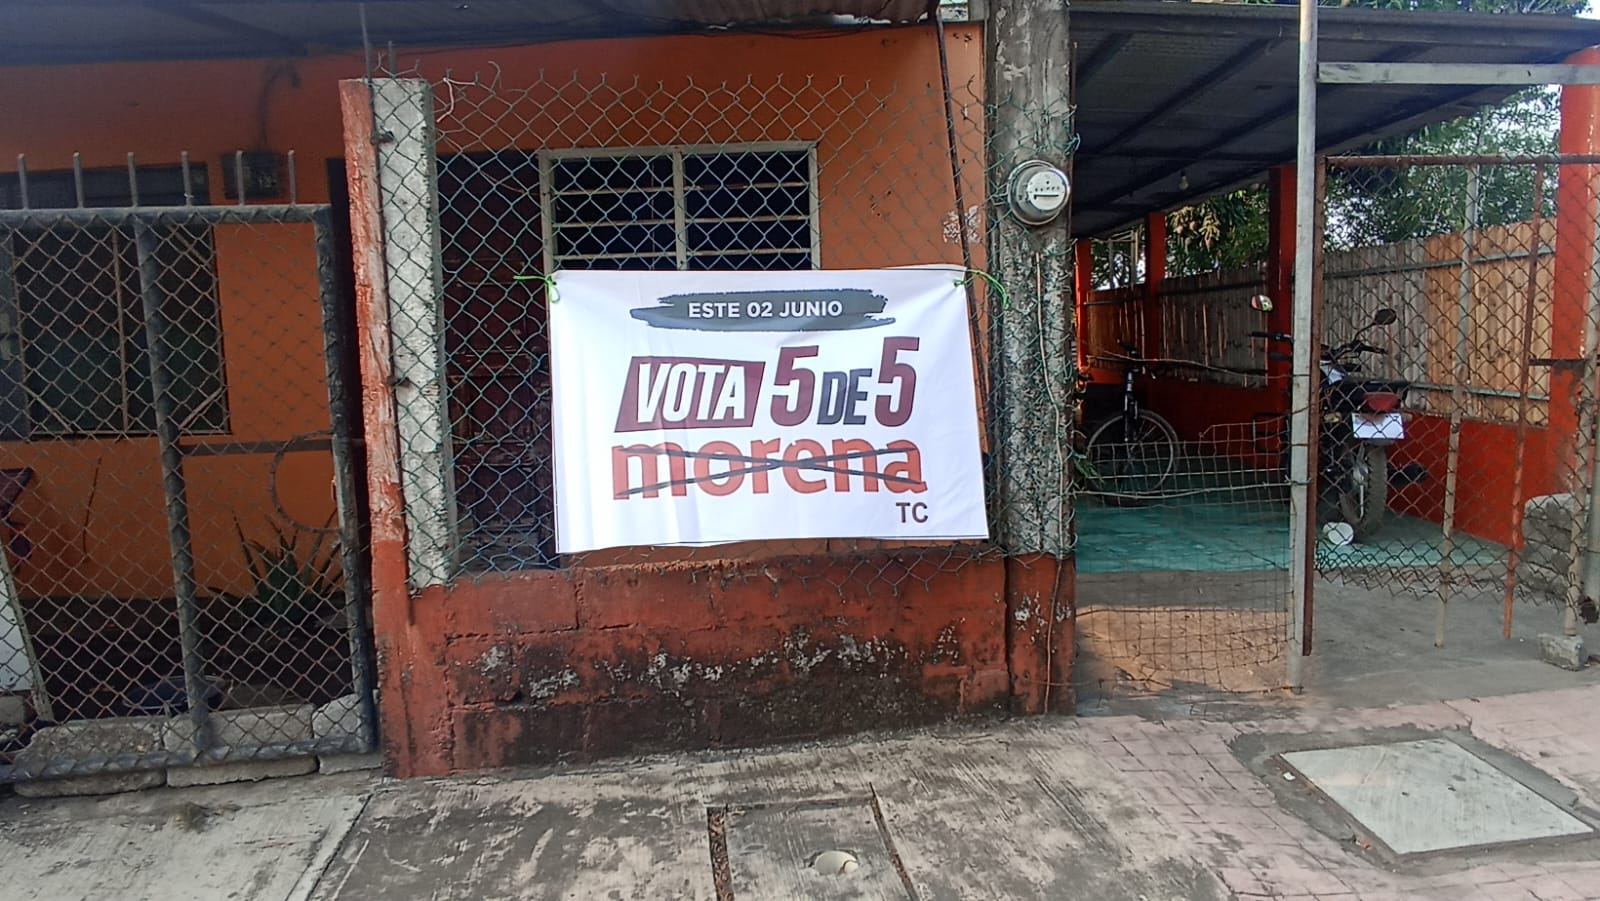 ESTE 02 JUNIO
VOTA 5 DE 5
morena
TC